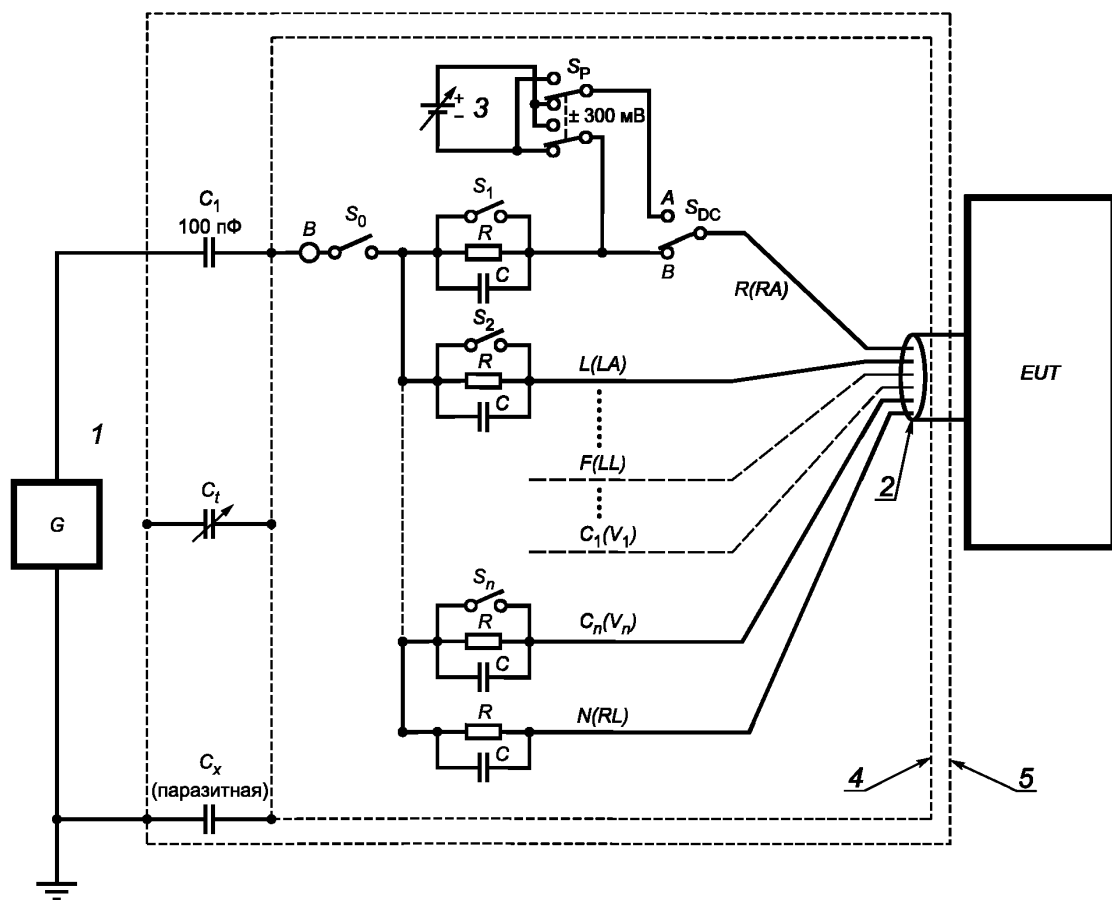 S_P
+
−
3
± 300 мВ
C_1
100 пФ
B
S_0
S_1
R
C
A
S_DC
B
R(RA)
S_2
R
C
L(LA)
EUT
1
F(LL)
2
C_t
G
C_1(V_1)
S_n
R
C
C_n(V_n)
R
C
N(RL)
C_x
(паразитная)
4
5